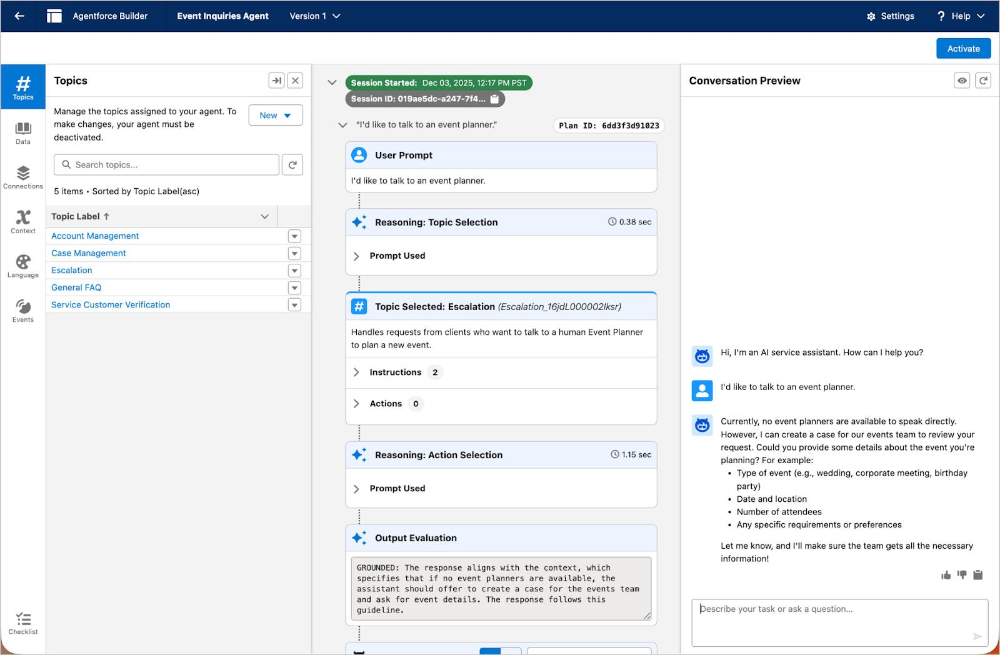 Agentforce Builder
Event Inquiries Agent
Version 1
Settings
? Help
Activate
Topics
Data
Connections
Context
Language
Events
Checklist
Topics
Manage the topics assigned to your agent. To
make changes, your agent must be
deactivated.
New
Search topics...
5 items • Sorted by Topic Label(asc)
Topic Label ↑
Account Management
Case Management
Escalation
General FAQ
Service Customer Verification
Session Started: Dec 03, 2025, 12:17 PM PST
Session ID: 019ae5dc-a247-7f4...
“I'd like to talk to an event planner.”
Plan ID: 6dd3f3d91023
User Prompt
I'd like to talk to an event planner.
Reasoning: Topic Selection
0.38 sec
Prompt Used
Topic Selected: Escalation (Escalation_16jdL000002Iksr)
Handles requests from clients who want to talk to a human Event Planner
to plan a new event.
Instructions 2
Actions 0
Reasoning: Action Selection
1.15 sec
Prompt Used
Output Evaluation
GROUNDED: The response aligns with the context, which
specifies that if no event planners are available, the
assistant should offer to create a case for the events team
and ask for event details. The response follows this
guideline.
Conversation Preview
Hi, I'm an AI service assistant. How can I help you?
I'd like to talk to an event planner.
Currently, no event planners are available to speak directly.
However, I can create a case for our events team to review your
request. Could you provide some details about the event you're
planning? For example:
• Type of event (e.g., wedding, corporate meeting, birthday
party)
• Date and location
• Number of attendees
• Any specific requirements or preferences
Let me know, and I'll make sure the team gets all the necessary
information!
Describe your task or ask a question...